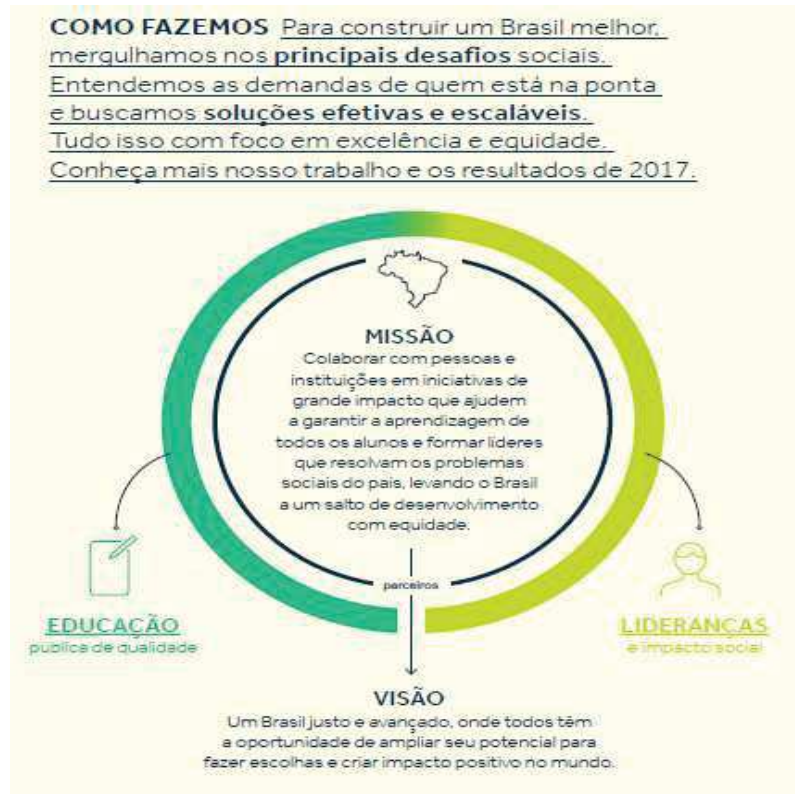 COMO FAZEMOS Para construir um Brasil melhor,
mergulhamos nos principais desafios sociais.
Entendemos as demandas de quem está na ponta
e buscamos soluções efetivas e escaláveis.
Tudo isso com foco em excelência e equidade.
Conheça mais nosso trabalho e os resultados de 2017.
MISSÃO
Colaborar com pessoas e
instituições em iniciativas de
grande impacto que ajudem
a garantir a aprendizagem de
todos os alunos e formar líderes
que resolvam os problemas
sociais do país, levando o Brasil
a um salto de desenvolvimento
com equidade.
parceiros
EDUCAÇÃO
pública de qualidade
LIDERANÇAS
e impacto social
VISÃO
Um Brasil justo e avançado, onde todos têm
a oportunidade de ampliar seu potencial para
fazer escolhas e criar impacto positivo no mundo.